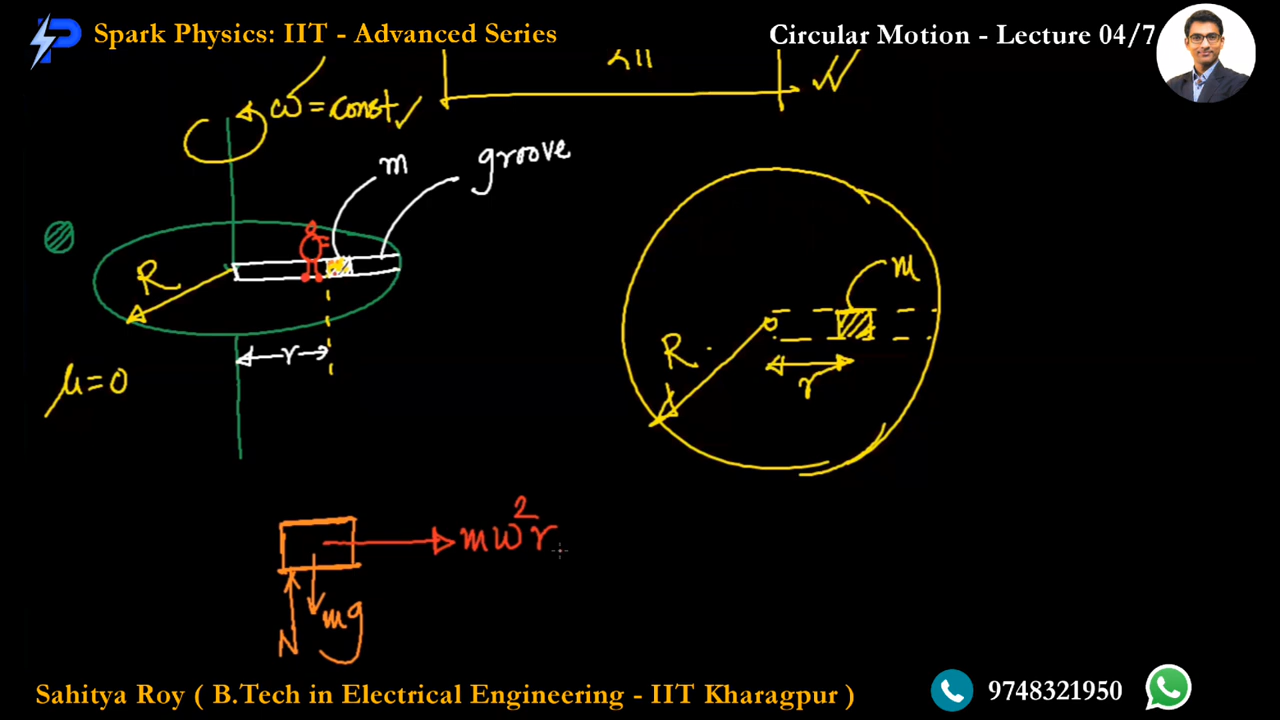 Spark Physics: IIT - Advanced Series
Circular Motion - Lecture 04/7
ω = const ✓
m
groove
R
r
μ = 0
m
R
r
mω²r
mg
N
Sahitya Roy ( B.Tech in Electrical Engineering - IIT Kharagpur )
9748321950